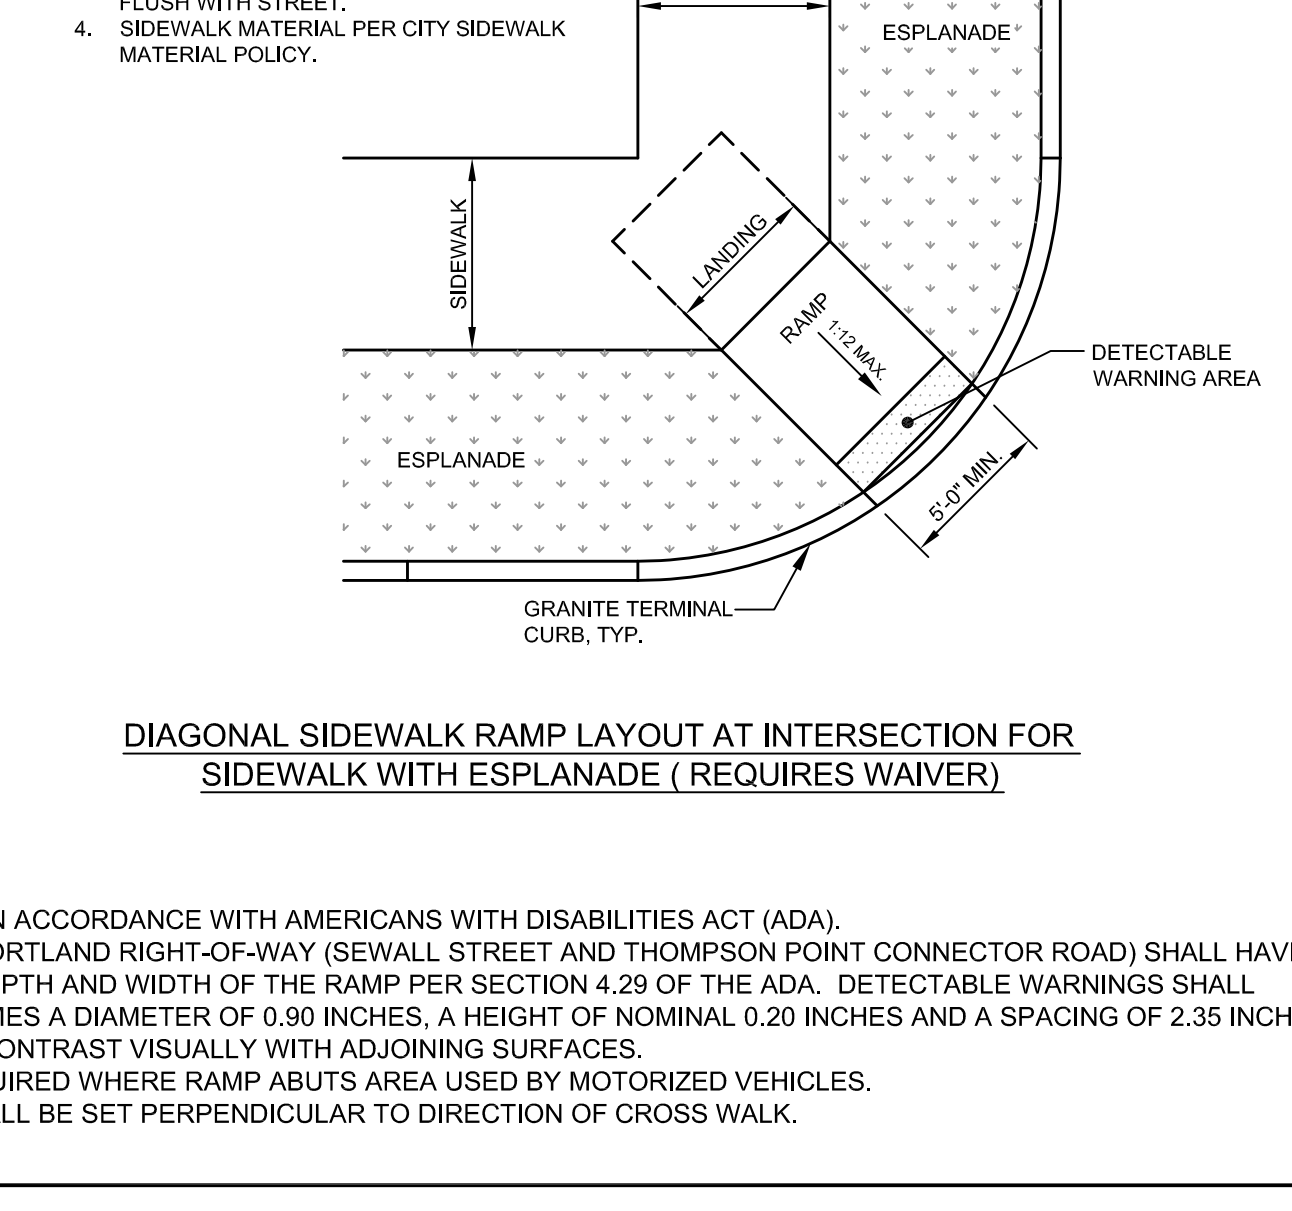 FLUSH WITH STREET.
4. SIDEWALK MATERIAL PER CITY SIDEWALK
MATERIAL POLICY.
ESPLANADE
SIDEWALK
LANDING
RAMP
1:12 MAX.
DETECTABLE
WARNING AREA
ESPLANADE
5'-0" MIN.
GRANITE TERMINAL
CURB, TYP.
DIAGONAL SIDEWALK RAMP LAYOUT AT INTERSECTION FOR
SIDEWALK WITH ESPLANADE ( REQUIRES WAIVER)
N ACCORDANCE WITH AMERICANS WITH DISABILITIES ACT (ADA).
ORTLAND RIGHT-OF-WAY (SEWALL STREET AND THOMPSON POINT CONNECTOR ROAD) SHALL HAVE
PTH AND WIDTH OF THE RAMP PER SECTION 4.29 OF THE ADA. DETECTABLE WARNINGS SHALL
MES A DIAMETER OF 0.90 INCHES, A HEIGHT OF NOMINAL 0.20 INCHES AND A SPACING OF 2.35 INCH
ONTRAST VISUALLY WITH ADJOINING SURFACES.
UIRED WHERE RAMP ABUTS AREA USED BY MOTORIZED VEHICLES.
ALL BE SET PERPENDICULAR TO DIRECTION OF CROSS WALK.